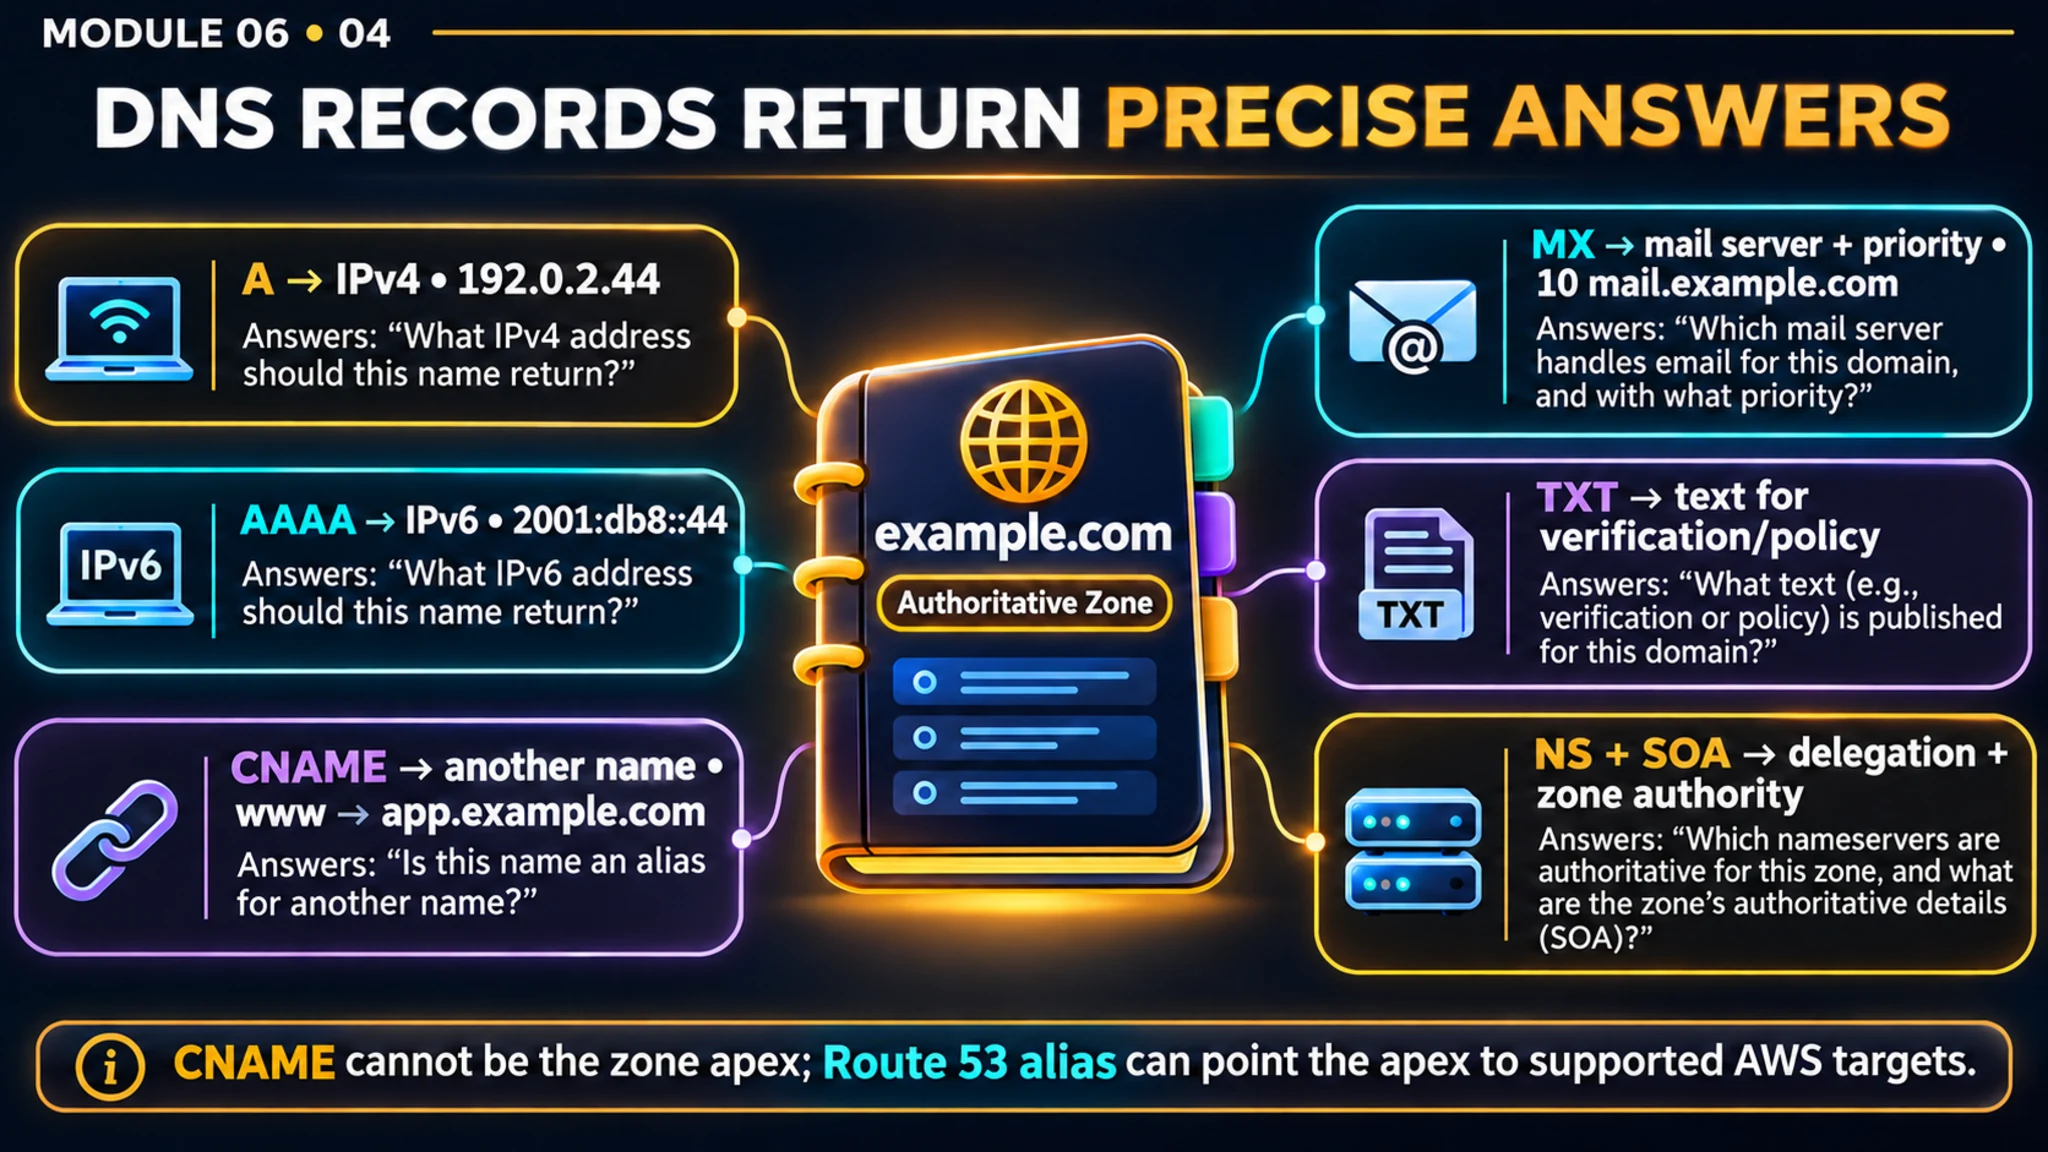 MODULE 06 • 04
DNS RECORDS RETURN PRECISE ANSWERS
A → IPv4 • 192.0.2.44
Answers: “What IPv4 address
should this name return?”
IPv6
AAAA → IPv6 • 2001:db8::44
Answers: “What IPv6 address
should this name return?”
CNAME → another name •
www → app.example.com
Answers: “Is this name an alias
for another name?”
example.com
Authoritative Zone
@
MX → mail server + priority •
10 mail.example.com
Answers: “Which mail server
handles email for this domain,
and with what priority?”
TXT
TXT → text for
verification/policy
Answers: “What text (e.g.,
verification or policy) is published
for this domain?”
NS + SOA → delegation +
zone authority
Answers: “Which nameservers are
authoritative for this zone, and what
are the zone’s authoritative details
(SOA)?”
i
CNAME cannot be the zone apex; Route 53 alias can point the apex to supported AWS targets.